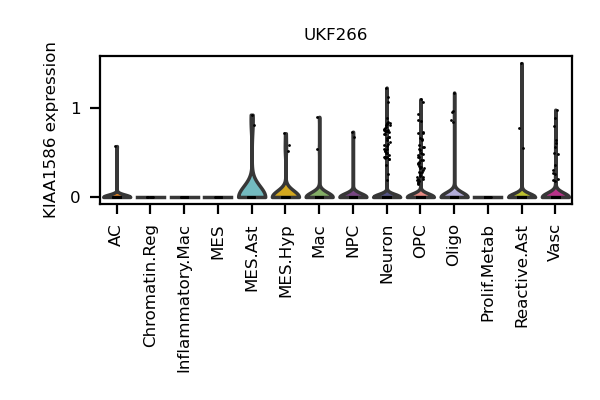 UKF266
KIAA1586 expression
1
0
AC
Chromatin.Reg
Inflammatory.Mac
MES
MES.Ast
MES.Hyp
Mac
NPC
Neuron
OPC
Oligo
Prolif.Metab
Reactive.Ast
Vasc